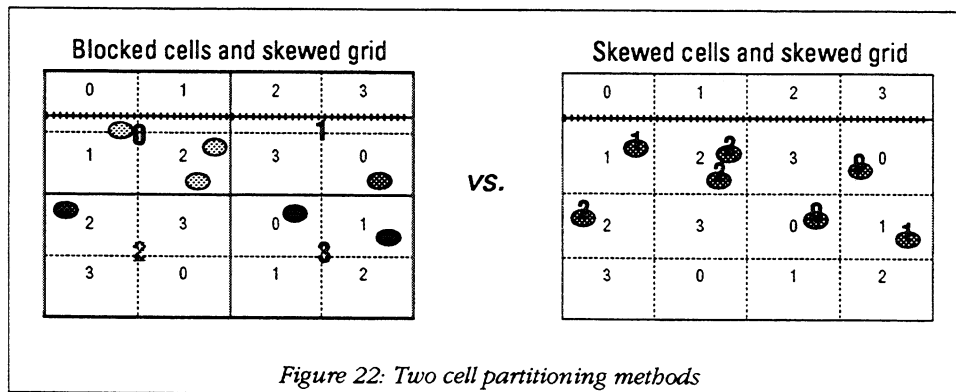 Blocked cells and skewed grid
0 1 2 3
0 1
1 2 3 0
2 3 0 1
2 3
3 0 1 2
vs.
Skewed cells and skewed grid
0 1 2 3
1 2 0
1 2 3 0
2
2 0
2 3 0 1
1
3 0 1 2
Figure 22: Two cell partitioning methods